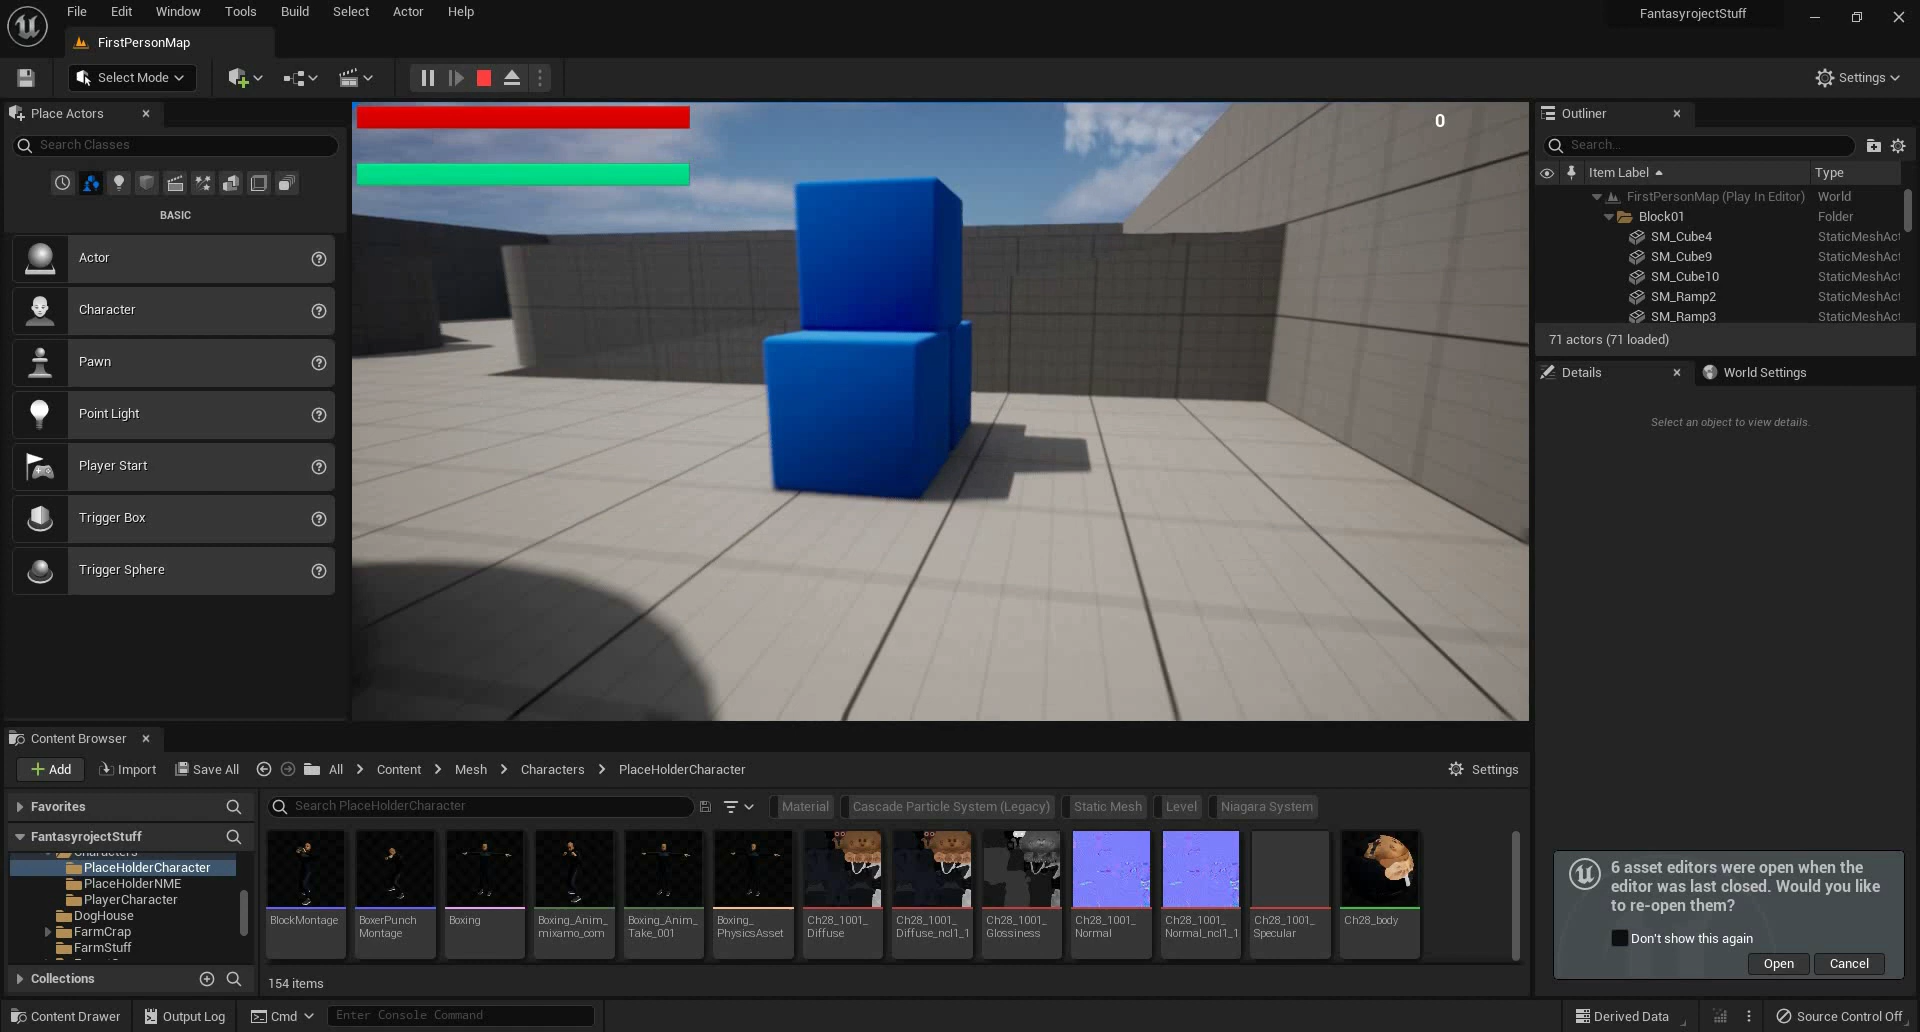 File Edit Window Tools Build Select Actor Help
FantasyrojectStuff
FirstPersonMap
Select Mode
Settings
Place Actors
Search Classes
BASIC
Actor
Character
Pawn
Point Light
Player Start
Trigger Box
Trigger Sphere
0
Outliner
Search...
Item Label Type
FirstPersonMap (Play In Editor) World
Block01 Folder
SM_Cube4 StaticMeshAct
SM_Cube9 StaticMeshAct
SM_Cube10 StaticMeshAct
SM_Ramp2 StaticMeshAct
SM_Ramp3 StaticMeshAct
71 actors (71 loaded)
Details World Settings
Select an object to view details.
Content Browser
Add Import Save All All Content Mesh Characters PlaceHolderCharacter Settings
Favorites
Search PlaceHolderCharacter
Material Cascade Particle System (Legacy) Static Mesh Level Niagara System
FantasyrojectStuff
Characters
PlaceHolderCharacter
PlaceHolderNME
PlayerCharacter
DogHouse
FarmCrap
FarmStuff
Collections
BlockMontage
BoxerPunch
Montage
Boxing
Boxing_Anim_
mixamo_com
Boxing_Anim_
Take_001
Boxing_
PhysicsAsset
Ch28_1001_
Diffuse
Ch28_1001_
Diffuse_ncl1_1
Ch28_1001_
Glossiness
Ch28_1001_
Normal
Ch28_1001_
Normal_ncl1_1
Ch28_1001_
Specular
Ch28_body
154 items
6 asset editors were open when the
editor was last closed. Would you like
to re-open them?
Don't show this again
Open Cancel
Content Drawer Output Log Cmd Enter Console Command Derived Data Source Control Off